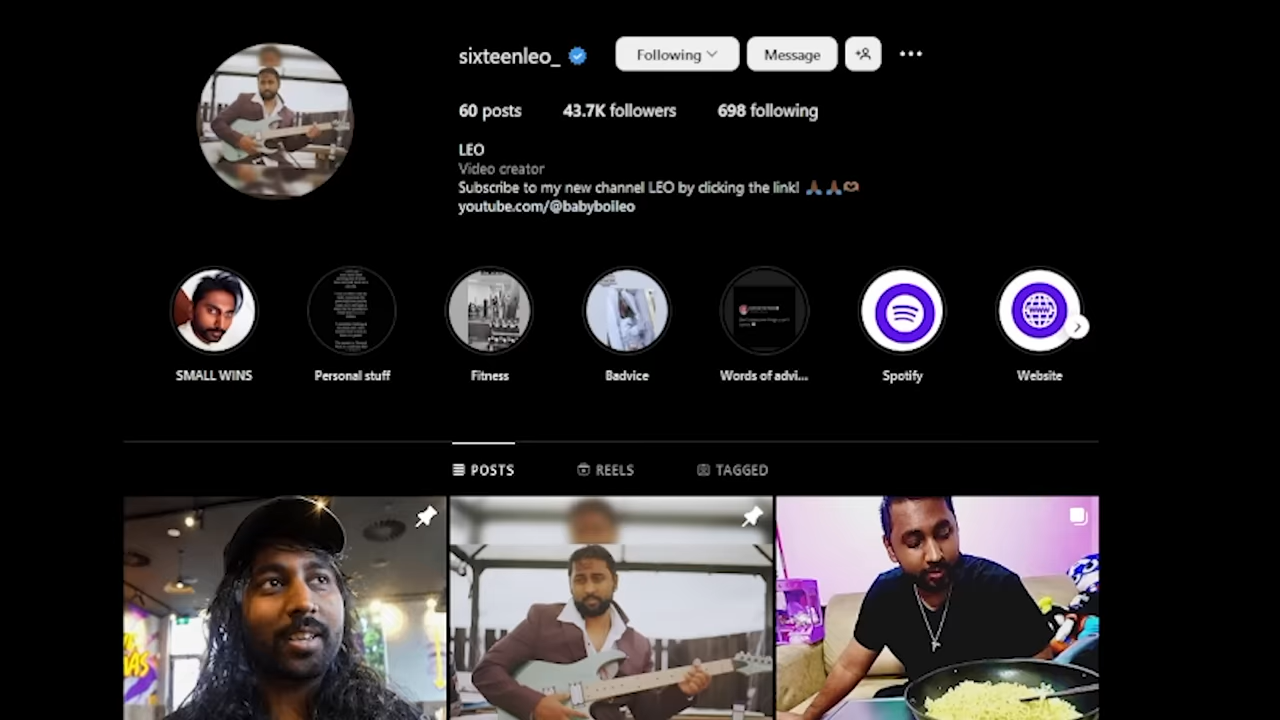 sixteenleo_
Following
Message
60 posts 43.7K followers 698 following
LEO
Video creator
Subscribe to my new channel LEO by clicking the link! 🙏🏾🙏🏾🫶🏾
youtube.com/@babyboileo
SMALL WINS
Personal stuff
Fitness
Badvice
Words of advi...
Spotify
WWW
Website
POSTS
REELS
TAGGED